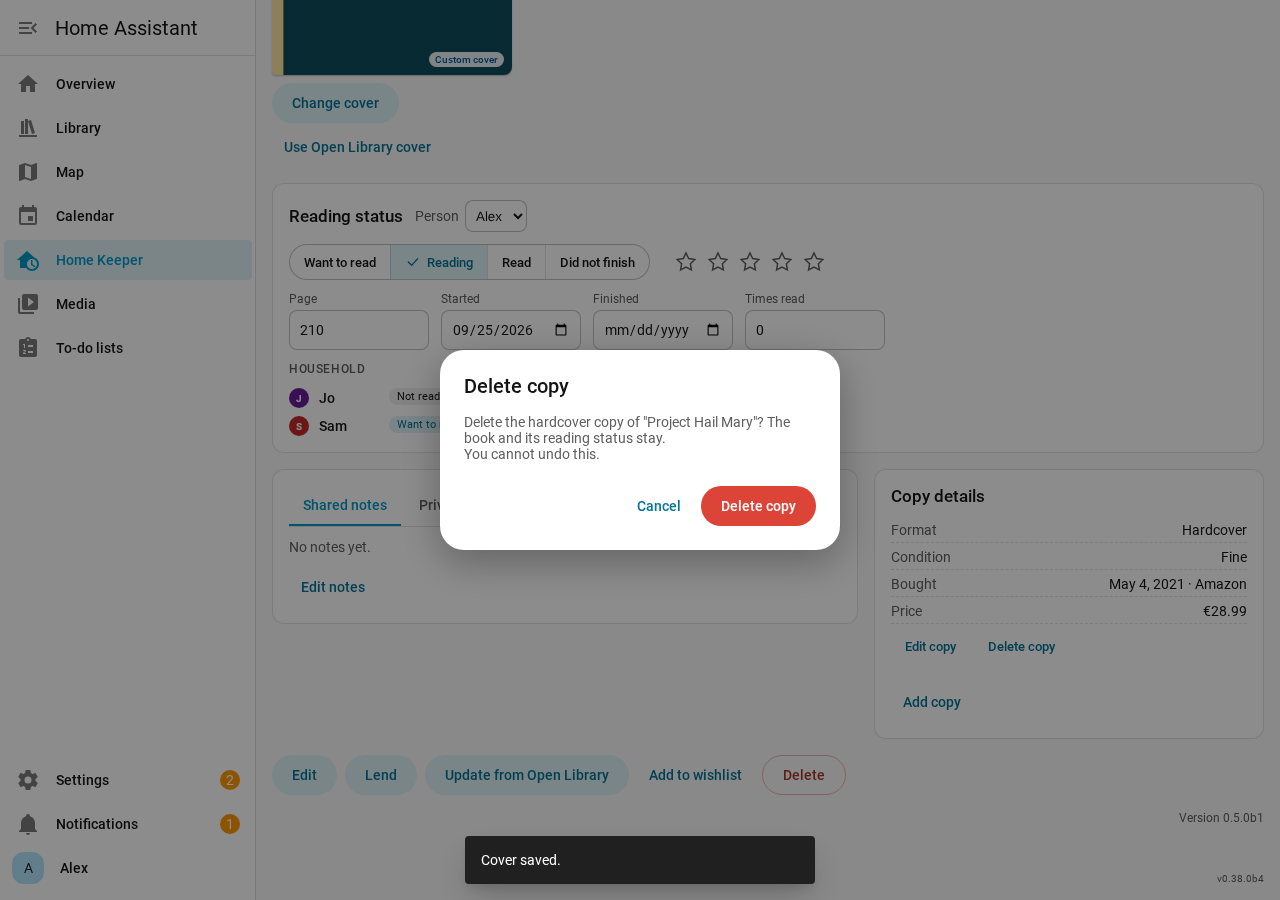 Home Assistant
Overview
Library
Map
Calendar
Home Keeper
Media
To-do lists
Settings
2
Notifications
1
A
Alex
Custom cover
Change cover
Use Open Library cover
Reading status
Person
Alex
Want to read
Reading
Read
Did not finish
Page
Started
Finished
Times read
210
09/25/2026
mm/dd/yyyy
0
HOUSEHOLD
J
Jo
Not read
S
Sam
Want to
Delete copy
Delete the hardcover copy of "Project Hail Mary"? The
book and its reading status stay.
You cannot undo this.
Cancel
Delete copy
Shared notes
No notes yet.
Edit notes
Copy details
Format
Hardcover
Condition
Fine
Bought
May 4, 2021 · Amazon
Price
€28.99
Edit copy
Delete copy
Add copy
Edit
Lend
Update from Open Library
Add to wishlist
Delete
Version 0.5.0b1
Cover saved.
v0.38.0b4